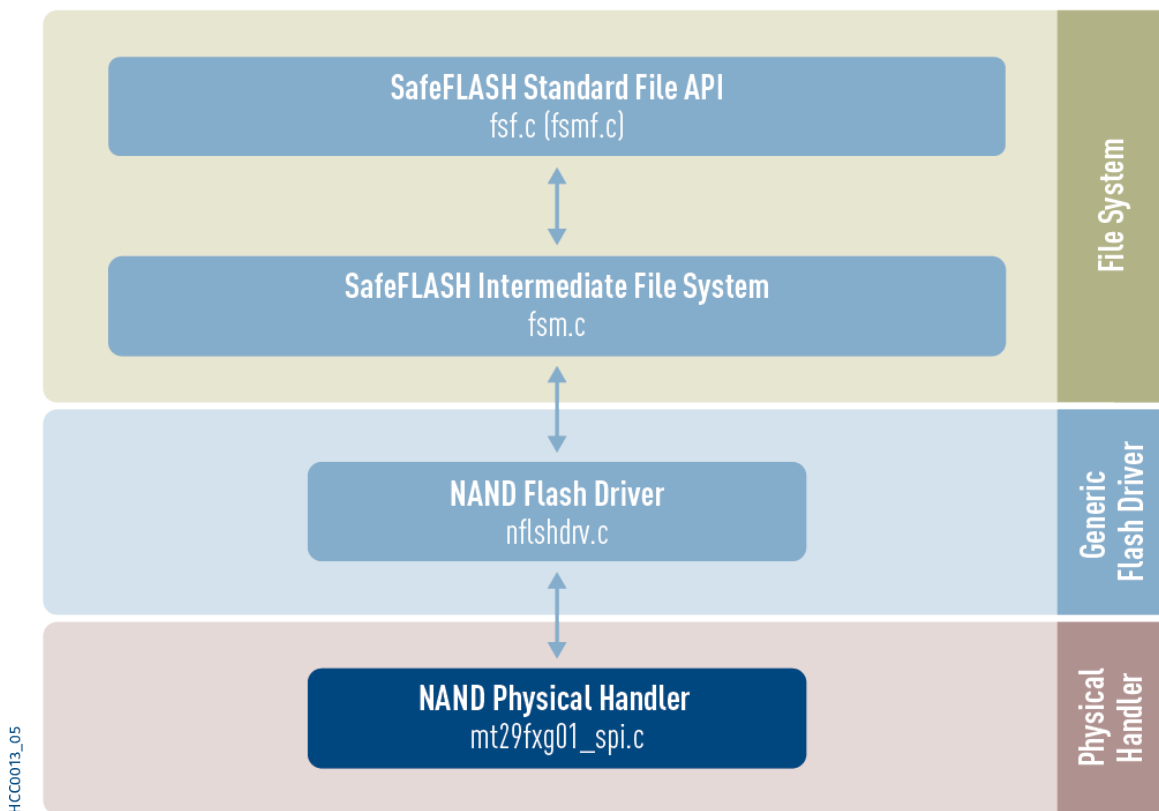 SafeFLASH Standard File API
fsf.c (fsmf.c)
File System
SafeFLASH Intermediate File System
fsm.c
NAND Flash Driver
nflshdrv.c
Generic
Flash Driver
NAND Physical Handler
mt29fxg01_spi.c
Physical
Handler
HCC0013_05